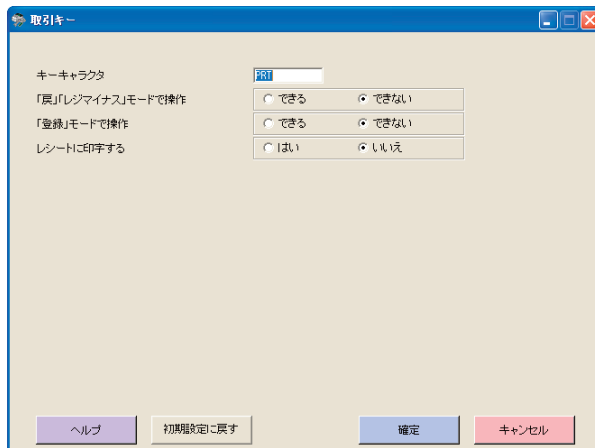 取引キー
キーキャラクタ PRT
「戻」「レジマイナス」モードで操作 できる できない
「登録」モードで操作 できる できない
レシートに印字する はい いいえ
ヘルプ 初期設定に戻す 確定 キャンセル